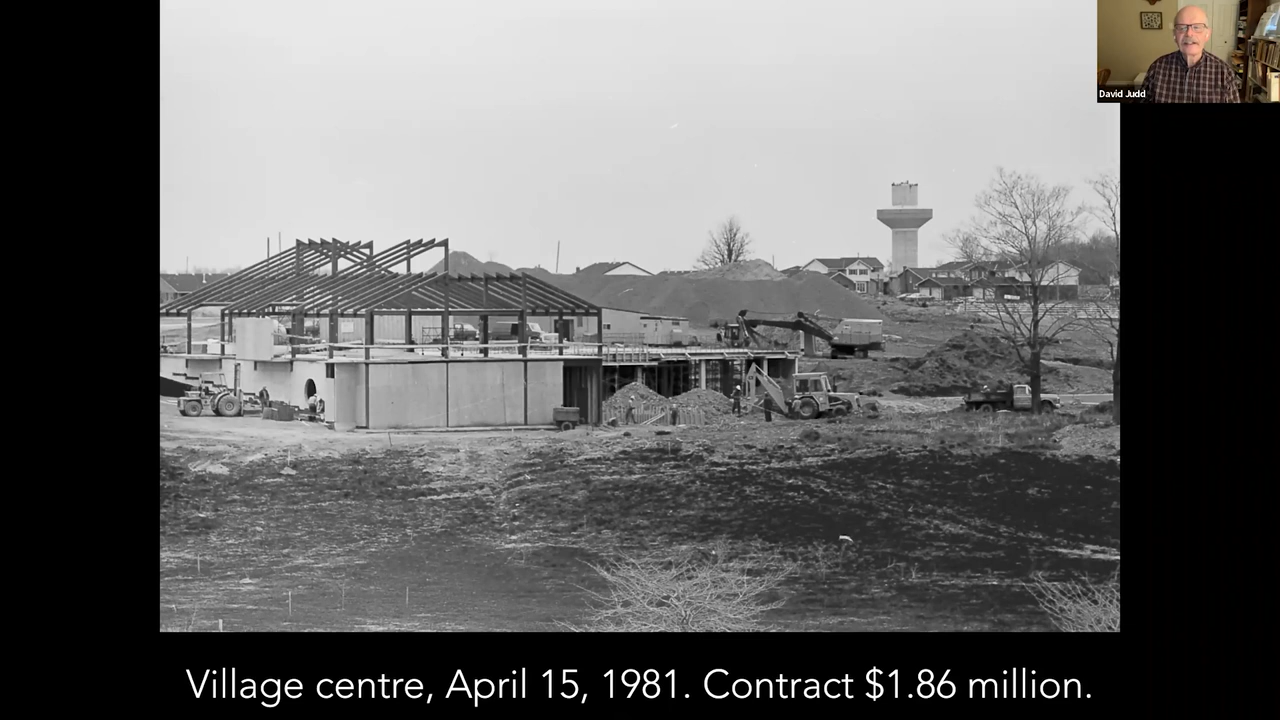 David Judd
Village centre, April 15, 1981. Contract $1.86 million.